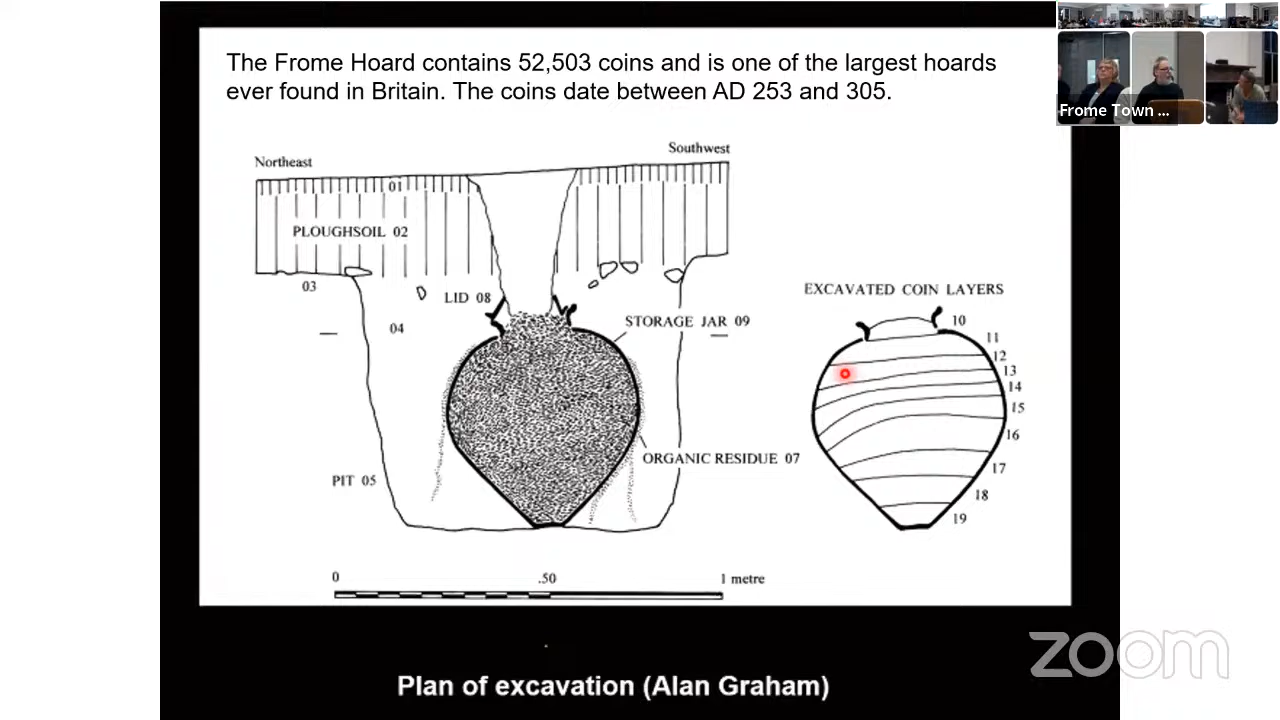 The Frome Hoard contains 52,503 coins and is one of the largest hoards
ever found in Britain. The coins date between AD 253 and 305.
Frome Town ...
Northeast
Southwest
01
PLOUGHSOIL 02
03
LID 08
04
STORAGE JAR 09
ORGANIC RESIDUE 07
PIT 05
EXCAVATED COIN LAYERS
10
11
12
13
14
15
16
17
18
19
0 .50 1 metre
zoom
Plan of excavation (Alan Graham)